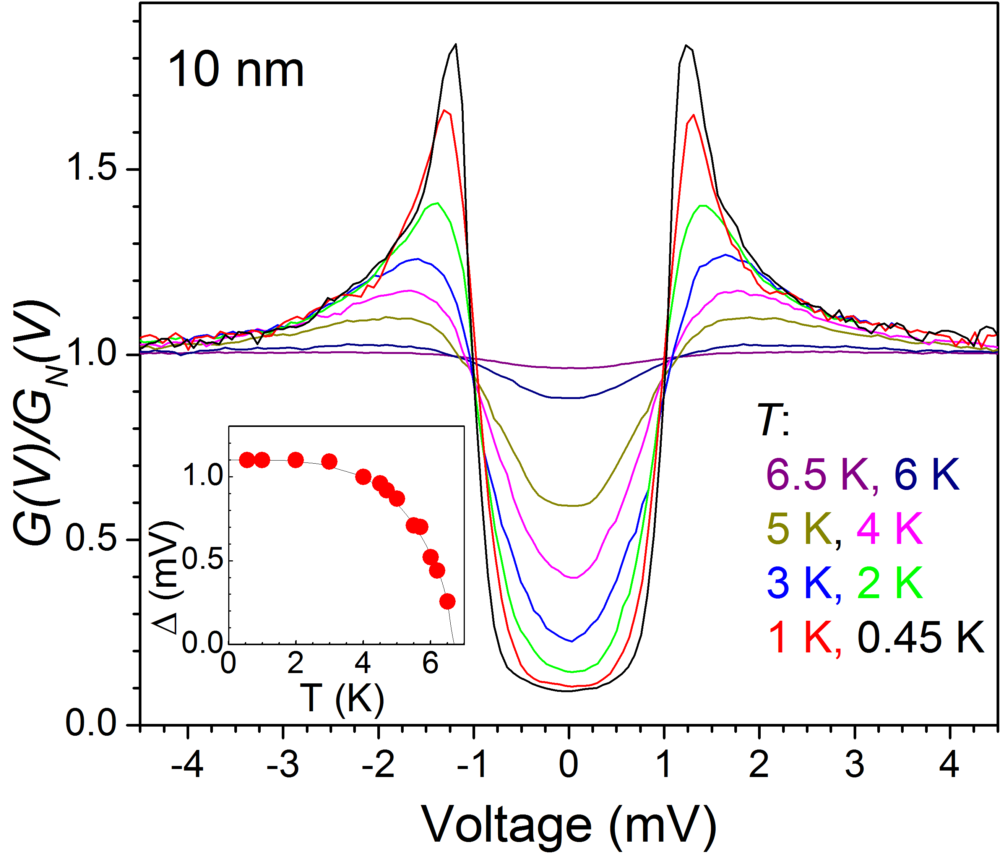 10 nm
G(V)/G_N(V)
1.5
1.0
0.5
0.0
T:
6.5 K, 6 K
5 K, 4 K
3 K, 2 K
1 K, 0.45 K
Δ (mV)
1.0
0.5
0.0
0 2 4 6
T (K)
-4 -3 -2 -1 0 1 2 3 4
Voltage (mV)